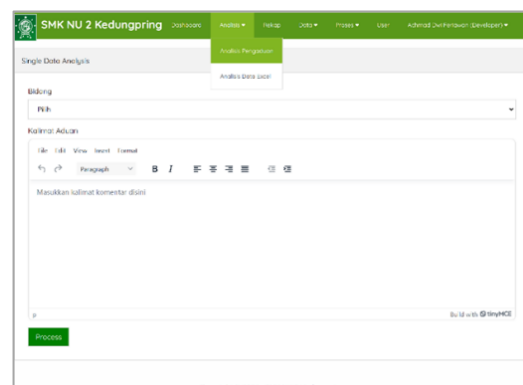 SMK NU 2 Kedungpring Dashboard Analisis Rekap Data Proses User Achmad Dwi Perdawan (Developer)
Analisis Pengaduan
Analisis Data Excel
Single Data Analysis
Bidang
Pilih
Kalimat Aduan
File Edit View Insert Format
Paragraph B I
Masukkan kalimat komentar disini
p
Build with tinyMCE
Process